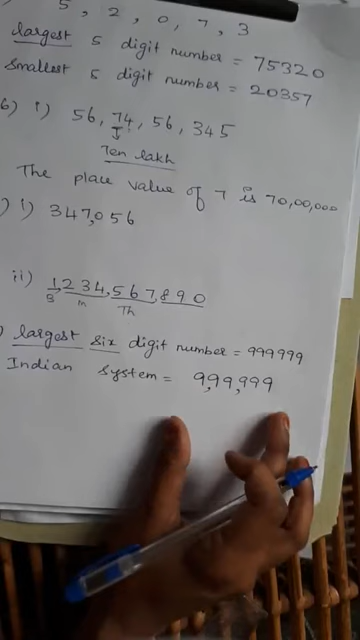 5, 2, 0, 7, 3
largest 5 digit number = 75320
Smallest 5 digit number = 20357
6) i) 56, 74, 56, 345
Ten lakh
The place value of 7 is 70,00,000
) i) 347,056
ii) 1,234,567,890
B m Th
) largest six digit number = 999999
Indian system = 9,99,999